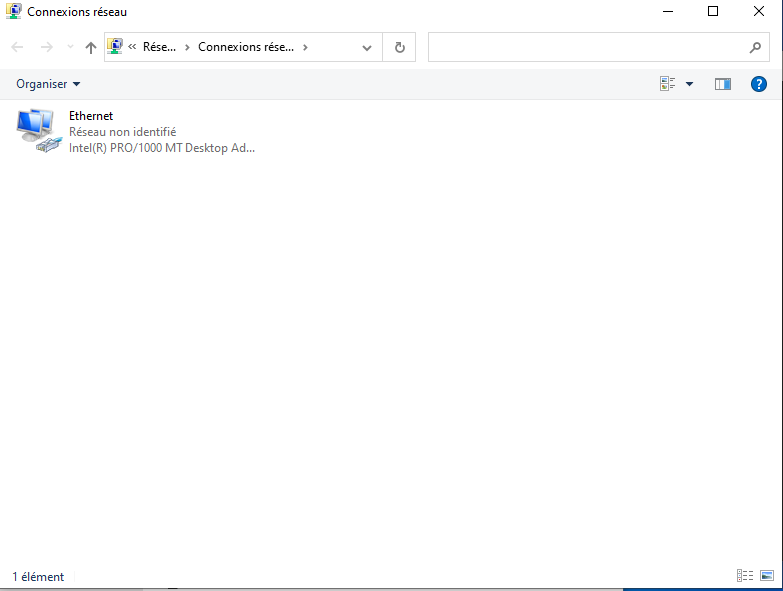 Connexions réseau
« Rése... › Connexions rése... ›
Organiser
Ethernet
Réseau non identifié
Intel(R) PRO/1000 MT Desktop Ad...
1 élément